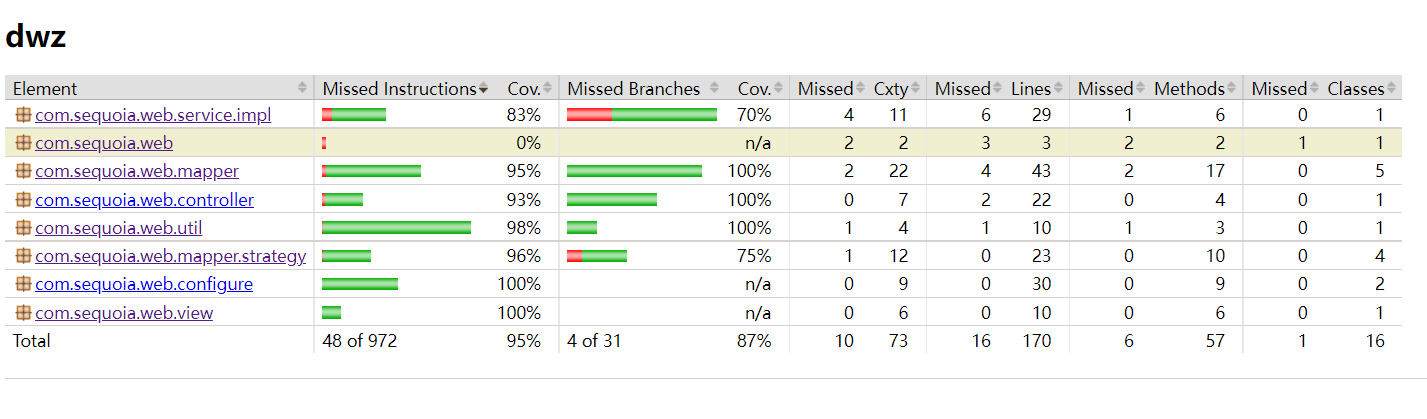 dwz
Element Missed Instructions Cov. Missed Branches Cov. Missed Cxty Missed Lines Missed Methods Missed Classes
com.sequoia.web.service.impl 83% 70% 4 11 6 29 1 6 0 1
com.sequoia.web 0% n/a 2 2 3 3 2 2 1 1
com.sequoia.web.mapper 95% 100% 2 22 4 43 2 17 0 5
com.sequoia.web.controller 93% 100% 0 7 2 22 0 4 0 1
com.sequoia.web.util 98% 100% 1 4 1 10 1 3 0 1
com.sequoia.web.mapper.strategy 96% 75% 1 12 0 23 0 10 0 4
com.sequoia.web.configure 100% n/a 0 9 0 30 0 9 0 2
com.sequoia.web.view 100% n/a 0 6 0 10 0 6 0 1
Total 48 of 972 95% 4 of 31 87% 10 73 16 170 6 57 1 16